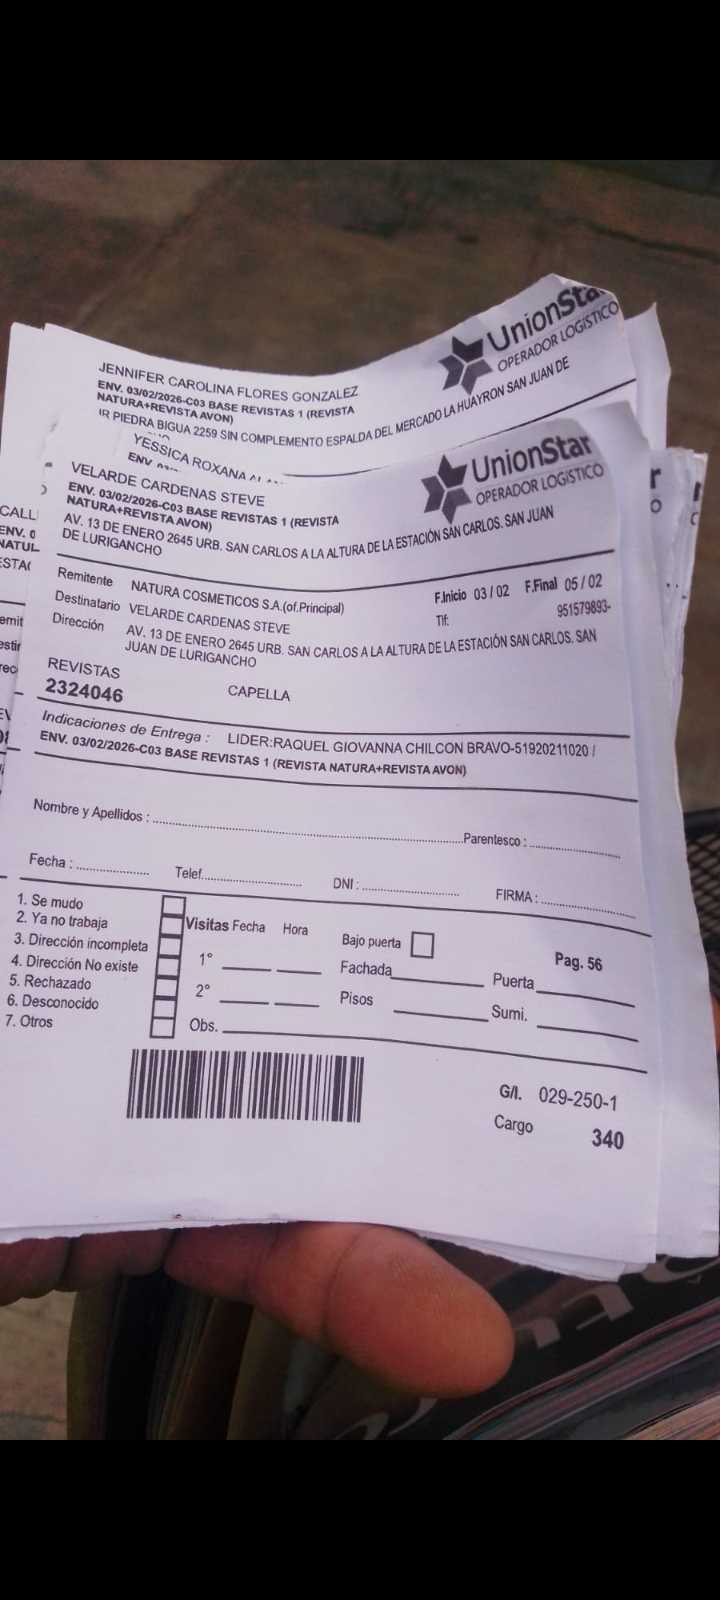 UnionStar
OPERADOR LOGÍSTICO
JENNIFER CAROLINA FLORES GONZALEZ
ENV. 03/02/2026-C03 BASE REVISTAS 1 (REVISTA
NATURA+REVISTA AVON)
PIEDRA BIGUA 2259 SIN COMPLEMENTO ESPALDA DEL MERCADO LA HUAYRON SAN JUAN DE
YESSICA ROXANA
ENV
UnionStar
OPERADOR LOGÍSTICO
VELARDE CARDENAS STEVE
ENV. 03/02/2026-C03 BASE REVISTAS 1 (REVISTA
NATURA+REVISTA AVON)
AV. 13 DE ENERO 2645 URB. SAN CARLOS.(A LA ALTURA DE LA ESTACIÓN SAN CARLOS. SAN JUAN
DE LURIGANCHO
Remitente NATURA COSMETICOS S.A.(of.Principal) F.Inicio 03 / 02 F.Final 05 / 02
Destinatario VELARDE CARDENAS STEVE Tlf: 951579893-
Dirección AV. 13 DE ENERO 2645 URB. SAN CARLOS A LA ALTURA DE LA ESTACIÓN SAN CARLOS. SAN
JUAN DE LURIGANCHO
REVISTAS
2324046 CAPELLA
Indicaciones de Entrega : LIDER:RAQUEL GIOVANNA CHILCON BRAVO-51920211020 /
ENV. 03/02/2026-C03 BASE REVISTAS 1 (REVISTA NATURA+REVISTA AVON)
Nombre y Apellidos : Parentesco :
Fecha : Telef. DNI : FIRMA :
1. Se mudo
2. Ya no trabaja
3. Dirección incompleta
4. Dirección No existe
5. Rechazado
6. Desconocido
7. Otros
Visitas Fecha Hora
1°
2°
Obs.
Bajo puerta Pag. 56
Fachada Puerta
Pisos Sumi.
G/I. 029-250-1
Cargo 340